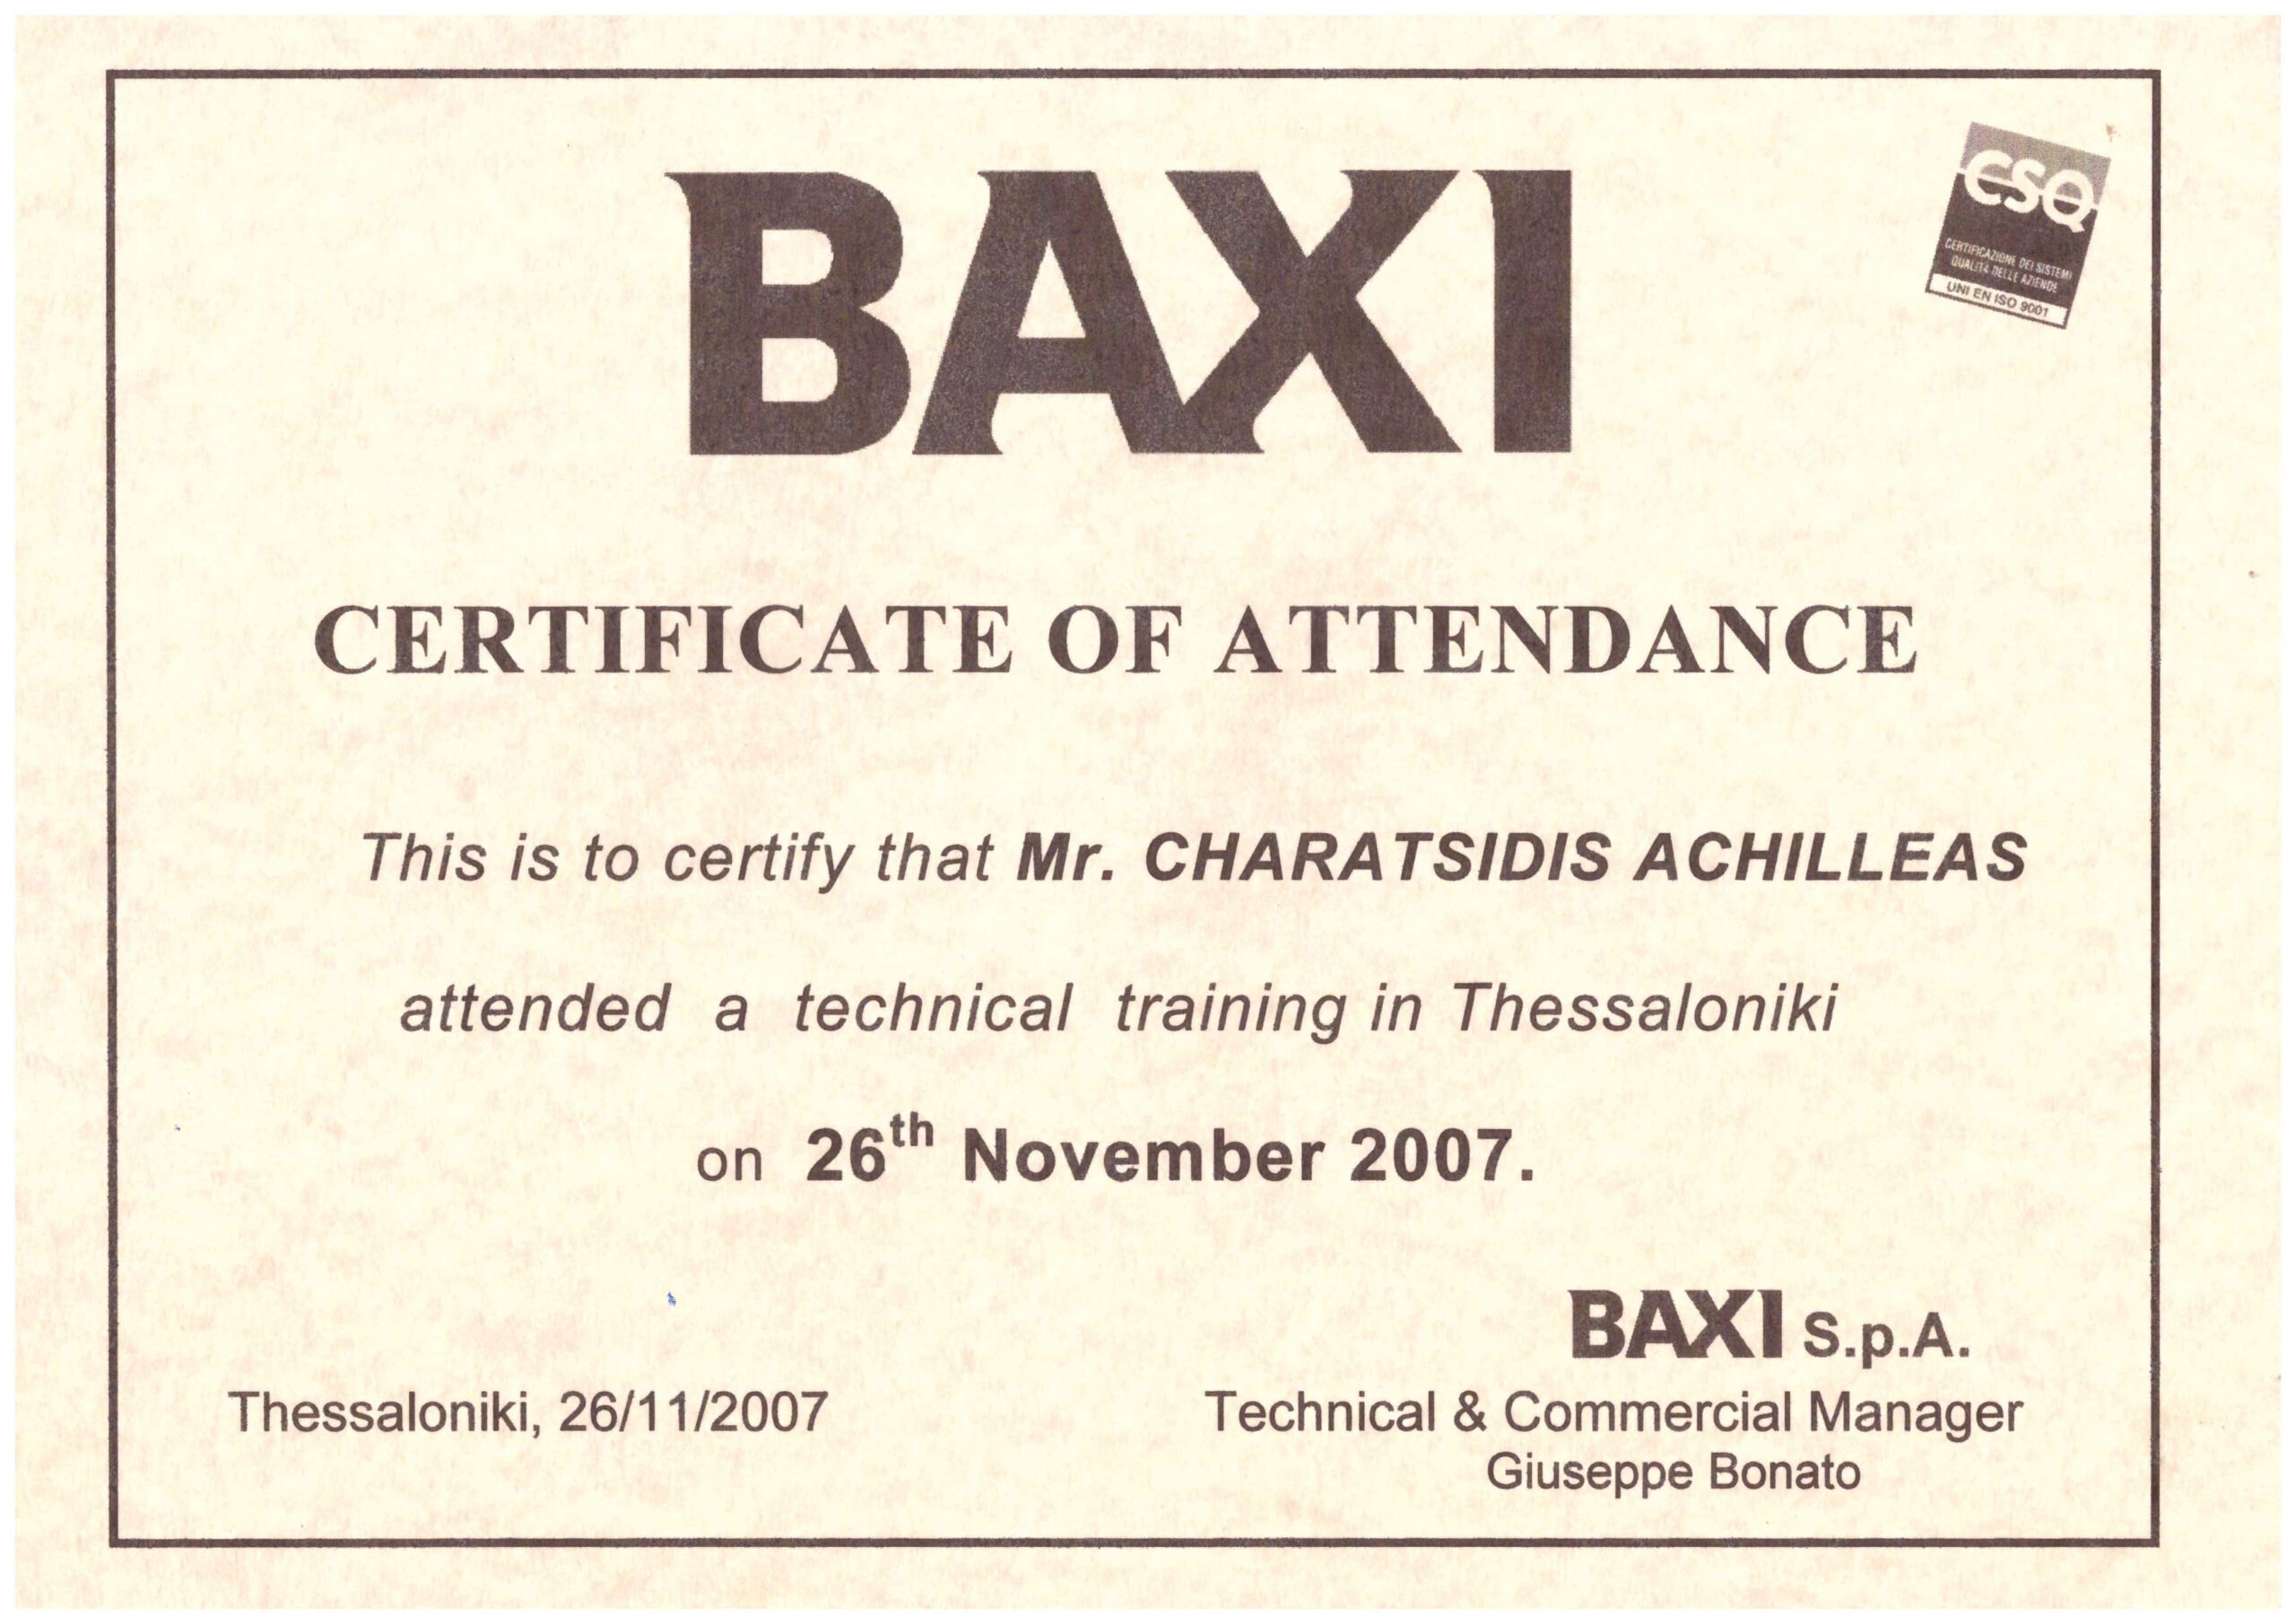 BAXI
CSQ
CERTIFICAZIONE DEI SISTEMI
QUALITÀ DELLE AZIENDE
UNI EN ISO 9001
CERTIFICATE OF ATTENDANCE
This is to certify that Mr. CHARATSIDIS ACHILLEAS
attended a technical training in Thessaloniki
on 26th November 2007.
BAXI S.p.A.
Thessaloniki, 26/11/2007
Technical & Commercial Manager
Giuseppe Bonato